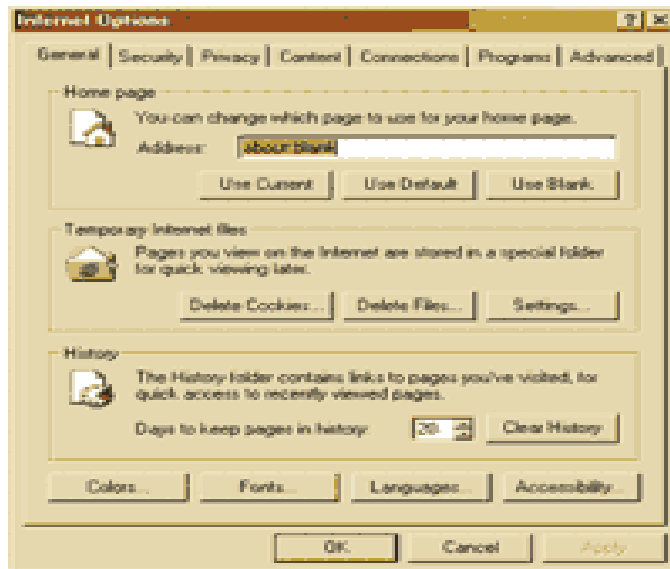 Internet Options
General Security Privacy Content Connections Programs Advanced
Home page
You can change which page to use for your home page.
Address: about:blank
Use Current Use Default Use Blank
Temporary Internet files
Pages you view on the Internet are stored in a special folder
for quick viewing later.
Delete Cookies... Delete Files... Settings...
History
The History folder contains links to pages you've visited, for
quick access to recently viewed pages.
Days to keep pages in history: 20 Clear History
Colors... Fonts... Languages... Accessibility...
OK Cancel Apply